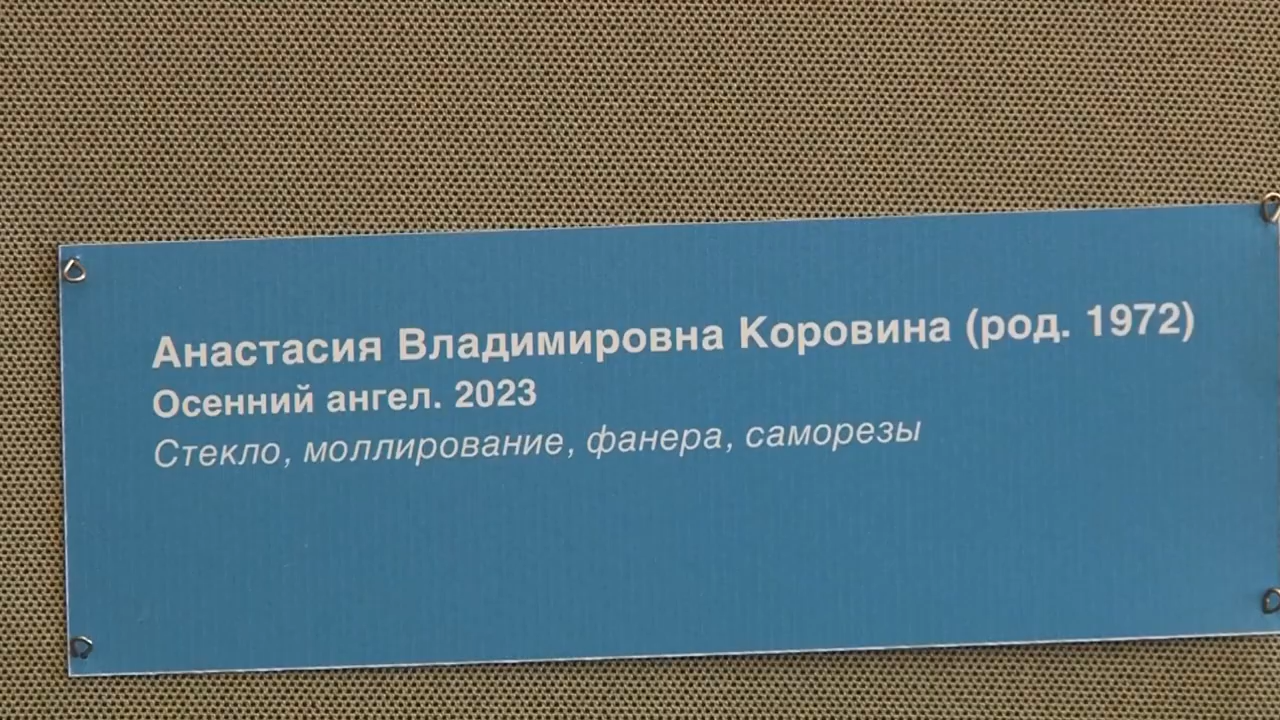 Анастасия Владимировна Коровина (род. 1972)
Осенний ангел. 2023
Стекло, моллирование, фанера, саморезы